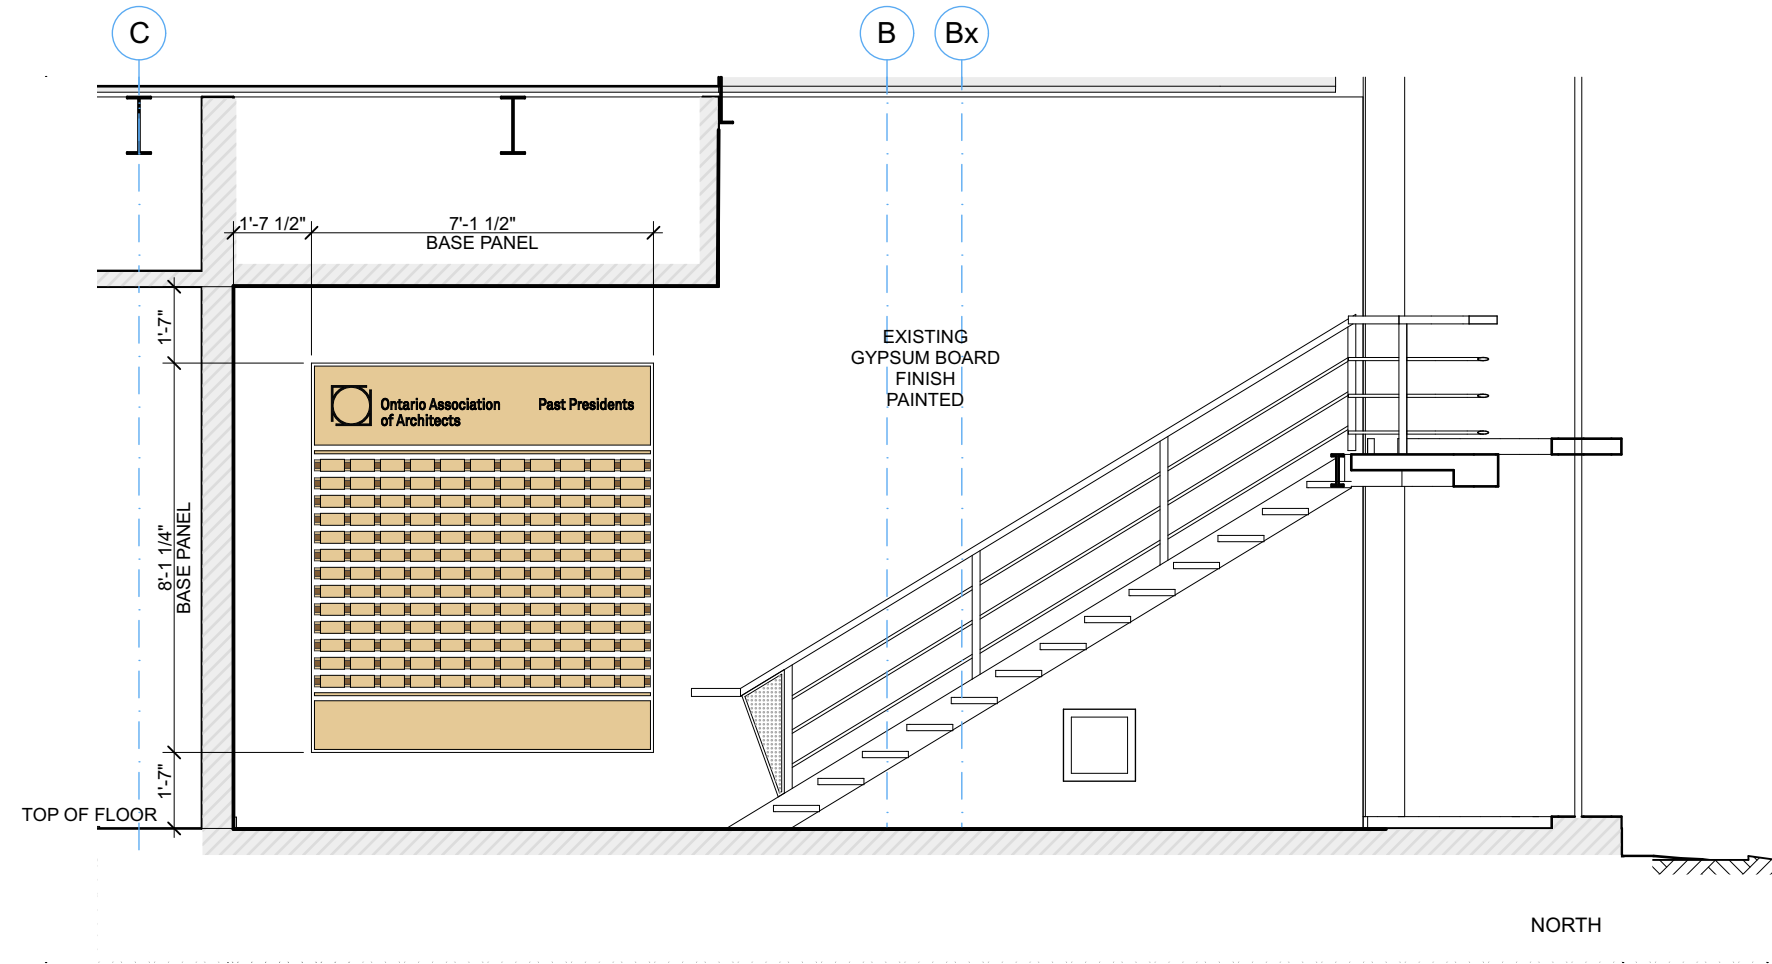 C
B
Bx
1'-7 1/2"
7'-1 1/2"
BASE PANEL
1'-7"
EXISTING
GYPSUM BOARD
FINISH
PAINTED
Ontario Association
of Architects
Past Presidents
8'-1 1/4"
BASE PANEL
1'-7"
TOP OF FLOOR
NORTH